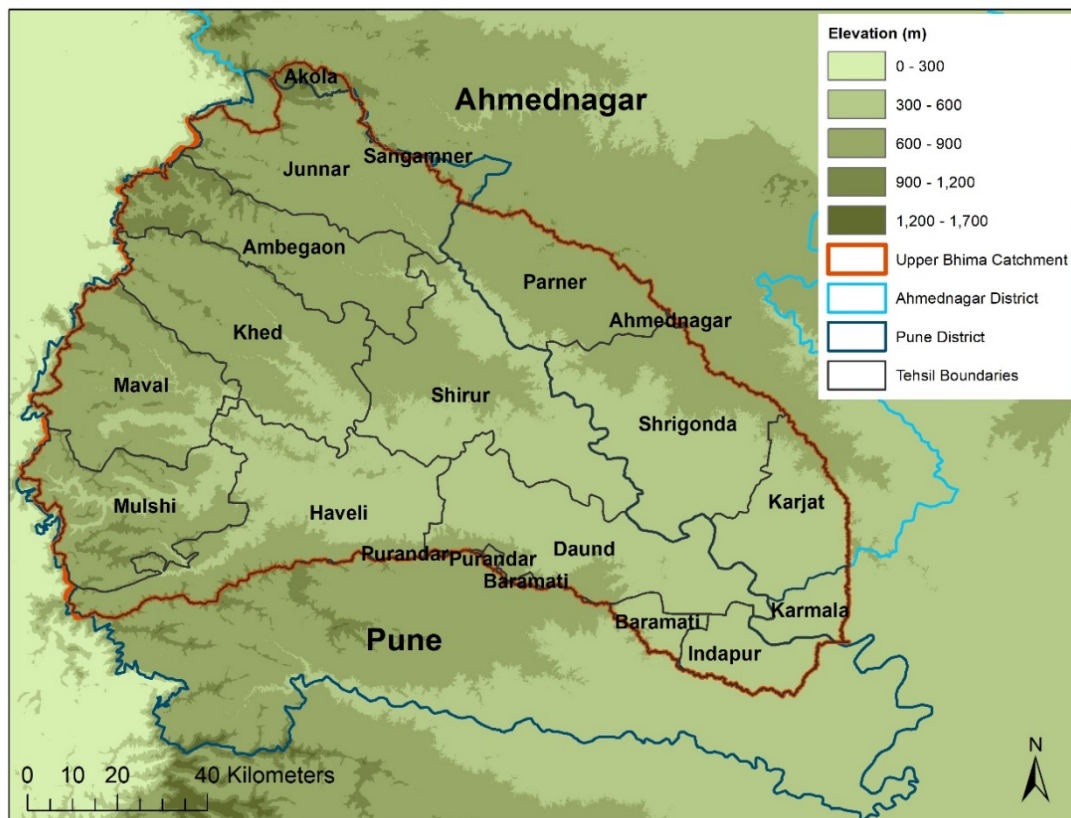 Elevation (m)
0 - 300
300 - 600
600 - 900
900 - 1,200
1,200 - 1,700
Upper Bhima Catchment
Ahmednagar District
Pune District
Tehsil Boundaries
Akola
Ahmednagar
Sangamner
Junnar
Ambegaon
Parner
Ahmednagar
Khed
Maval
Shirur
Shrigonda
Mulshi
Haveli
Karjat
Purandar
Purandar
Daund
Baramati
Karmala
Baramati
Indapur
Pune
0 10 20 40 Kilometers
N